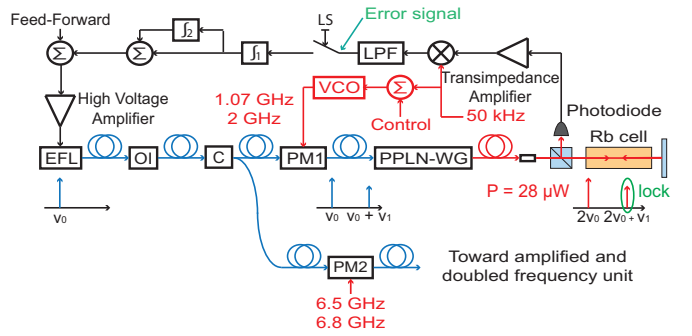 Feed-Forward
LS
Error signal
Σ
Σ
∫2
∫1
LPF
Transimpedance
Amplifier
High Voltage
Amplifier
1.07 GHz
2 GHz
VCO
Σ
Control
50 kHz
Photodiode
Rb cell
EFL
OI
C
PM1
PPLN-WG
P = 28 µW
lock
ν0
ν0
ν0 + ν1
2ν0
2ν0 + ν1
PM2
Toward amplified and
doubled frequency unit
6.5 GHz
6.8 GHz